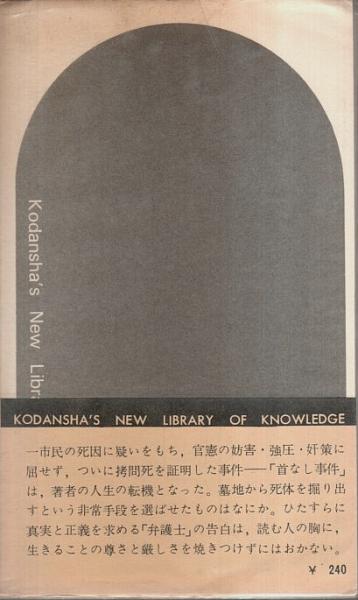 Kodansha's New Libra
KODANSHA'S NEW LIBRARY OF KNOWLEDGE
一市民の死因に疑いをもち，官憲の妨害・強圧・奸策に
屈せず，ついに拷問死を証明した事件──「首なし事件」
は，著者の人生の転機となった。墓地から死体を掘り出
すという非常手段を選ばせたものはなにか。ひたすらに
真実と正義を求める「弁護士」の告白は，読む人の胸に，
生きることの尊さと厳しさを焼きつけずにはおかない。
¥ 240